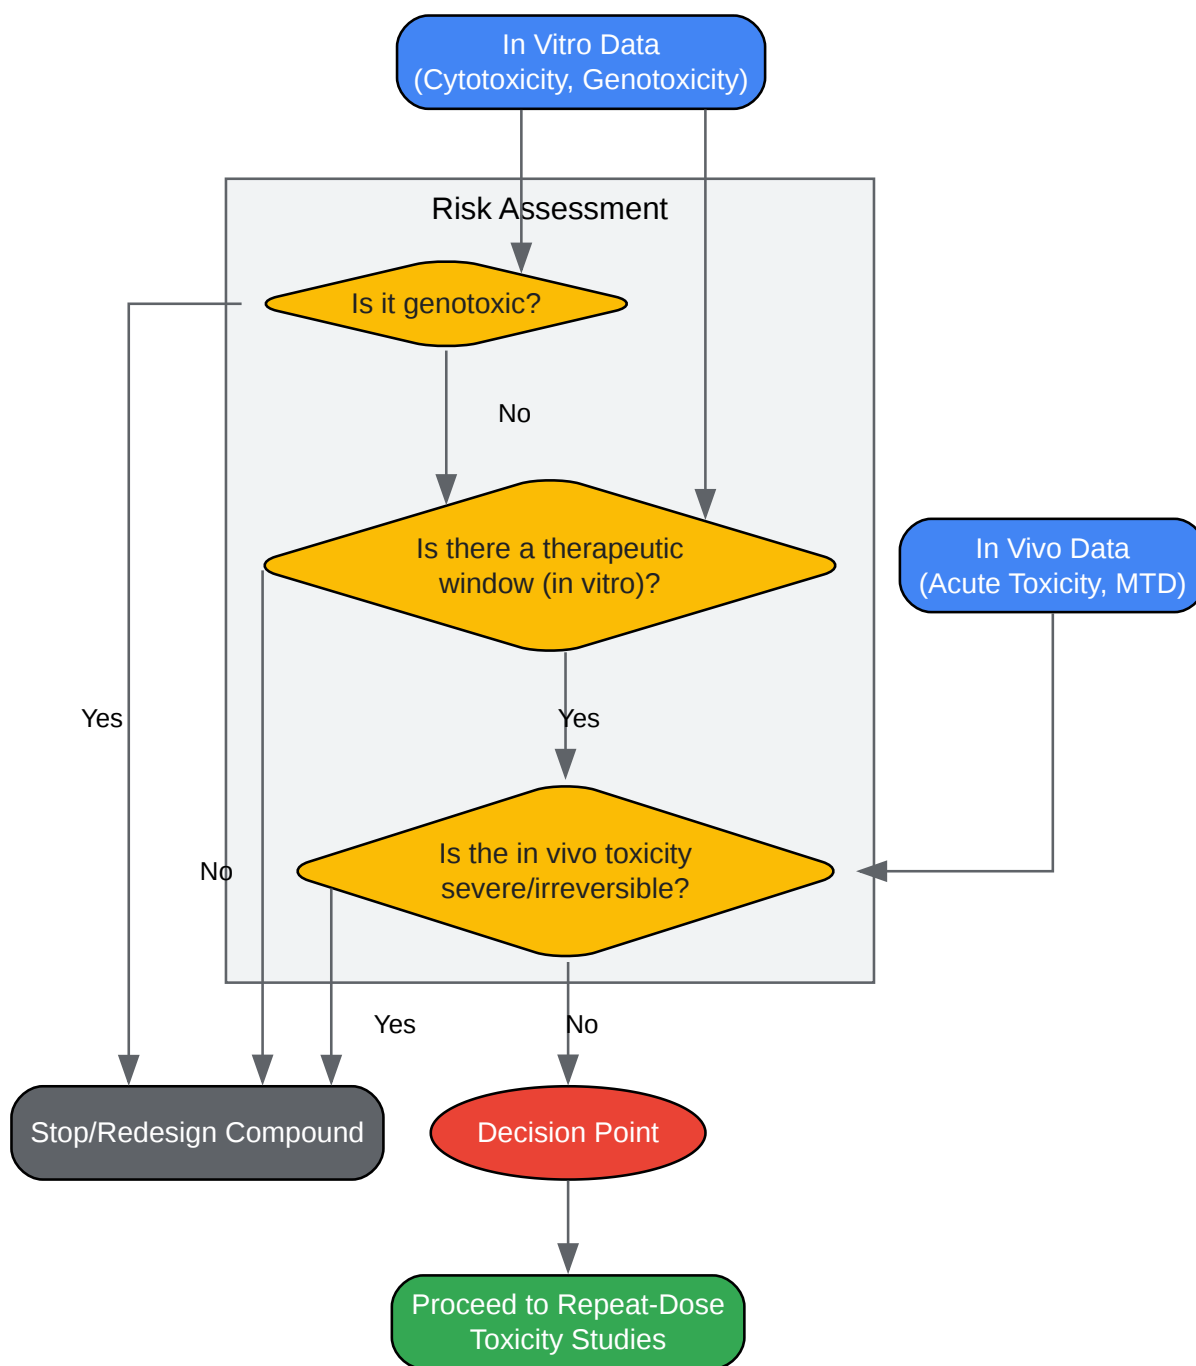 In Vitro Data
(Cytotoxicity, Genotoxicity)
Risk Assessment
Is it genotoxic?
No
Is there a therapeutic
window (in vitro)?
In Vivo Data
(Acute Toxicity, MTD)
Yes
Yes
Is the in vivo toxicity
severe/irreversible?
No
Yes
No
Stop/Redesign Compound
Decision Point
Proceed to Repeat-Dose
Toxicity Studies